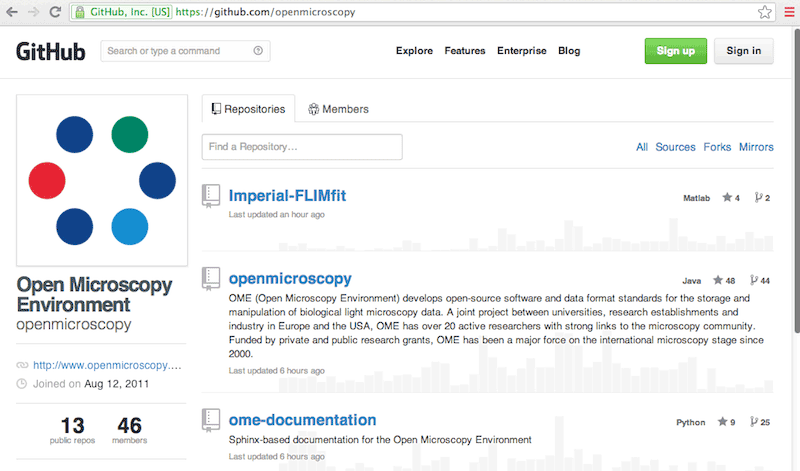 GitHub, Inc. [US] https://github.com/openmicroscopy
GitHub Search or type a command Explore Features Enterprise Blog Sign up Sign in
Repositories Members
Find a Repository... All Sources Forks Mirrors
Imperial-FLIMfit Matlab 4 2
Last updated an hour ago
openmicroscopy Java 48 44
OME (Open Microscopy Environment) develops open-source software and data format standards for the storage and
manipulation of biological light microscopy data. A joint project between universities, research establishments and
industry in Europe and the USA, OME has over 20 active researchers with strong links to the microscopy community.
Funded by private and public research grants, OME has been a major force on the international microscopy stage since
2000.
Last updated 6 hours ago
ome-documentation Python 9 25
Sphinx-based documentation for the Open Microscopy Environment
Last updated 6 hours ago
Open Microscopy
Environment
openmicroscopy
http://www.openmicroscopy....
Joined on Aug 12, 2011
13 46
public repos members